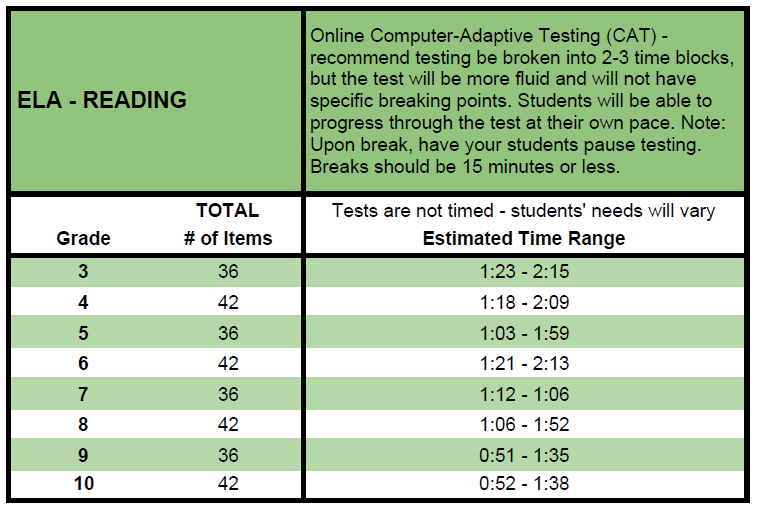 ELA - READING
Online Computer-Adaptive Testing (CAT) -
recommend testing be broken into 2-3 time blocks,
but the test will be more fluid and will not have
specific breaking points. Students will be able to
progress through the test at their own pace. Note:
Upon break, have your students pause testing.
Breaks should be 15 minutes or less.
TOTAL Tests are not timed - students' needs will vary
Grade # of Items Estimated Time Range
3 36 1:23 - 2:15
4 42 1:18 - 2:09
5 36 1:03 - 1:59
6 42 1:21 - 2:13
7 36 1:12 - 1:06
8 42 1:06 - 1:52
9 36 0:51 - 1:35
10 42 0:52 - 1:38